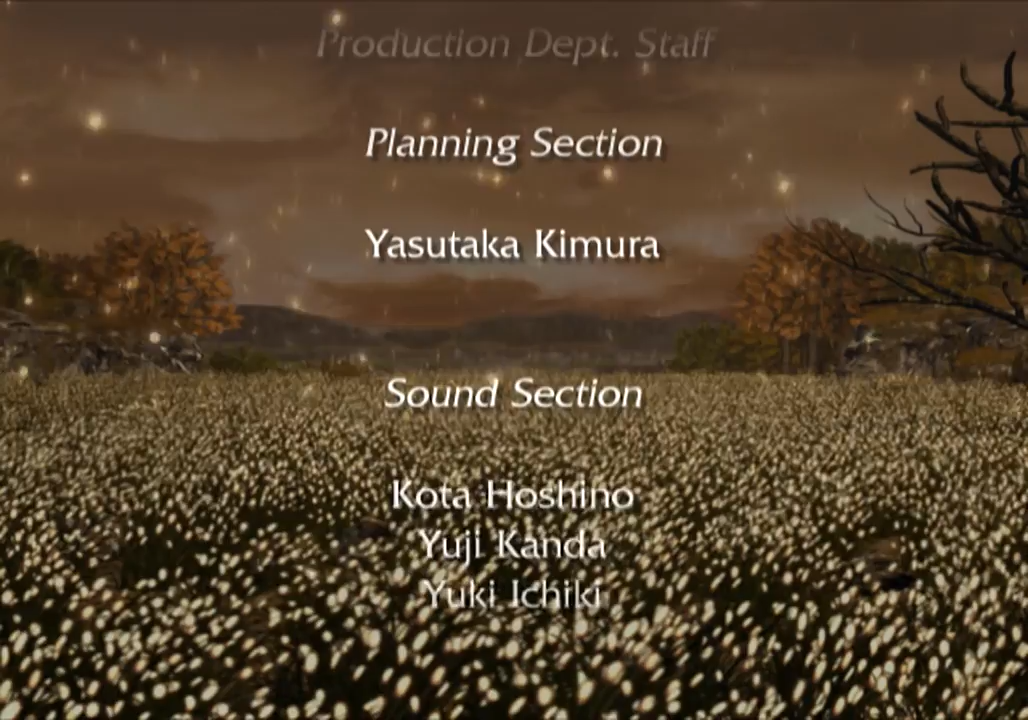 Production Dept. Staff
Planning Section
Yasutaka Kimura
Sound Section
Kota Hoshino
Yuji Kanda
Yuki Ichiki